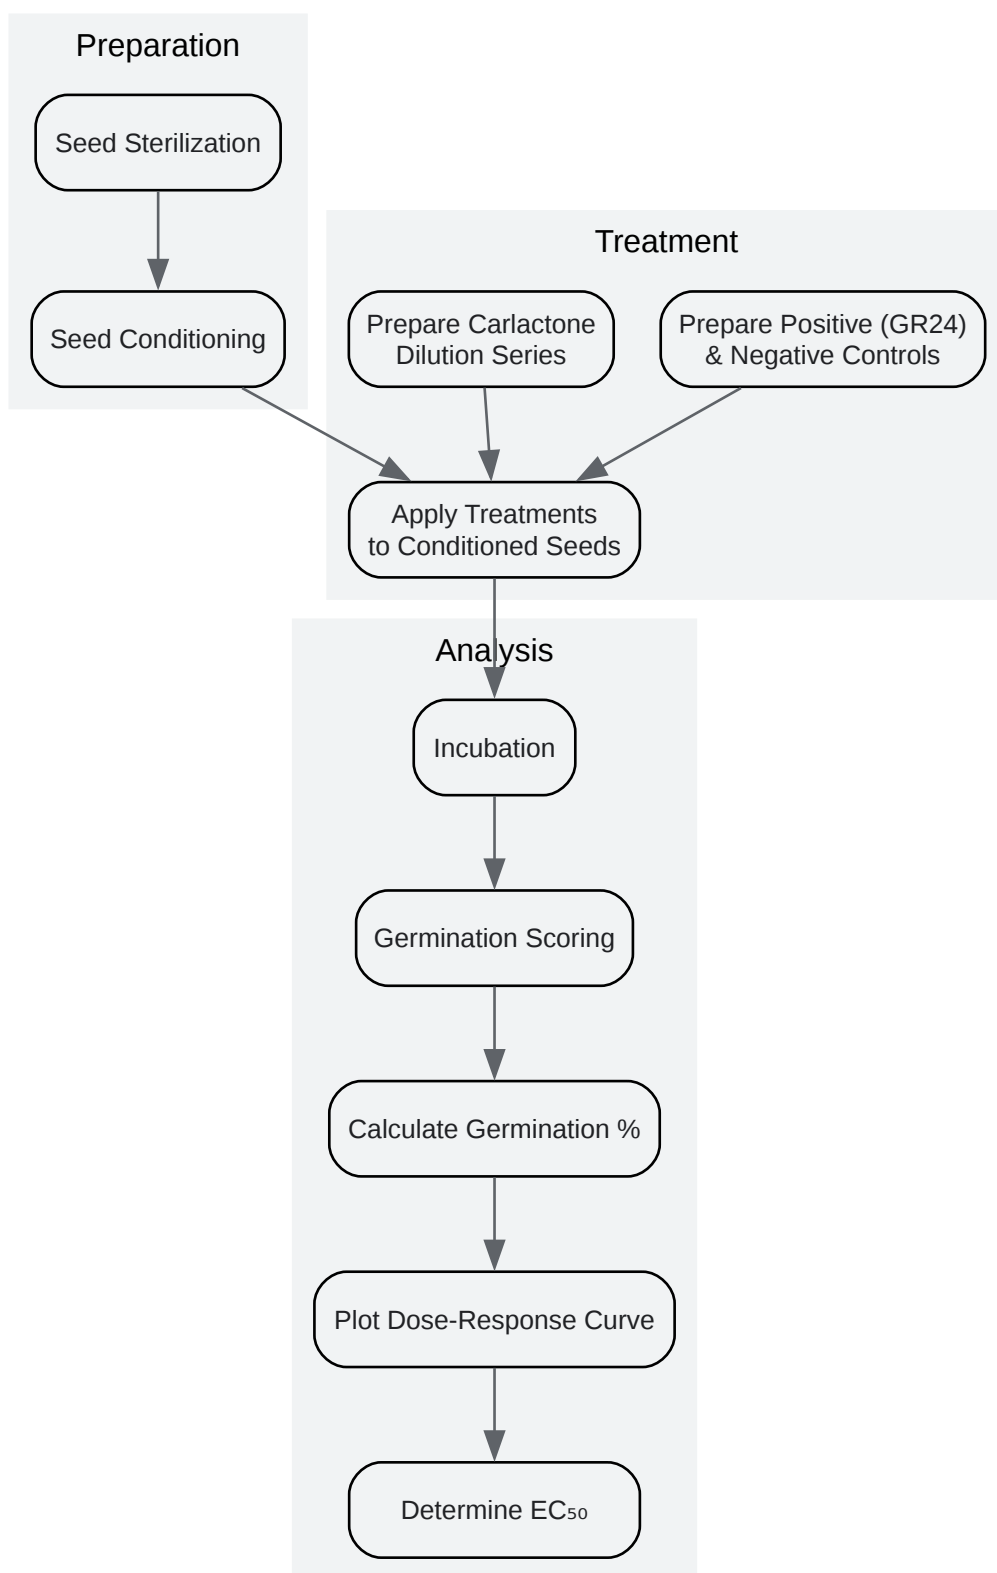 Preparation
Seed Sterilization
Seed Conditioning
Treatment
Prepare Carlactone
Dilution Series
Prepare Positive (GR24)
& Negative Controls
Apply Treatments
to Conditioned Seeds
Analysis
Incubation
Germination Scoring
Calculate Germination %
Plot Dose-Response Curve
Determine EC₅₀